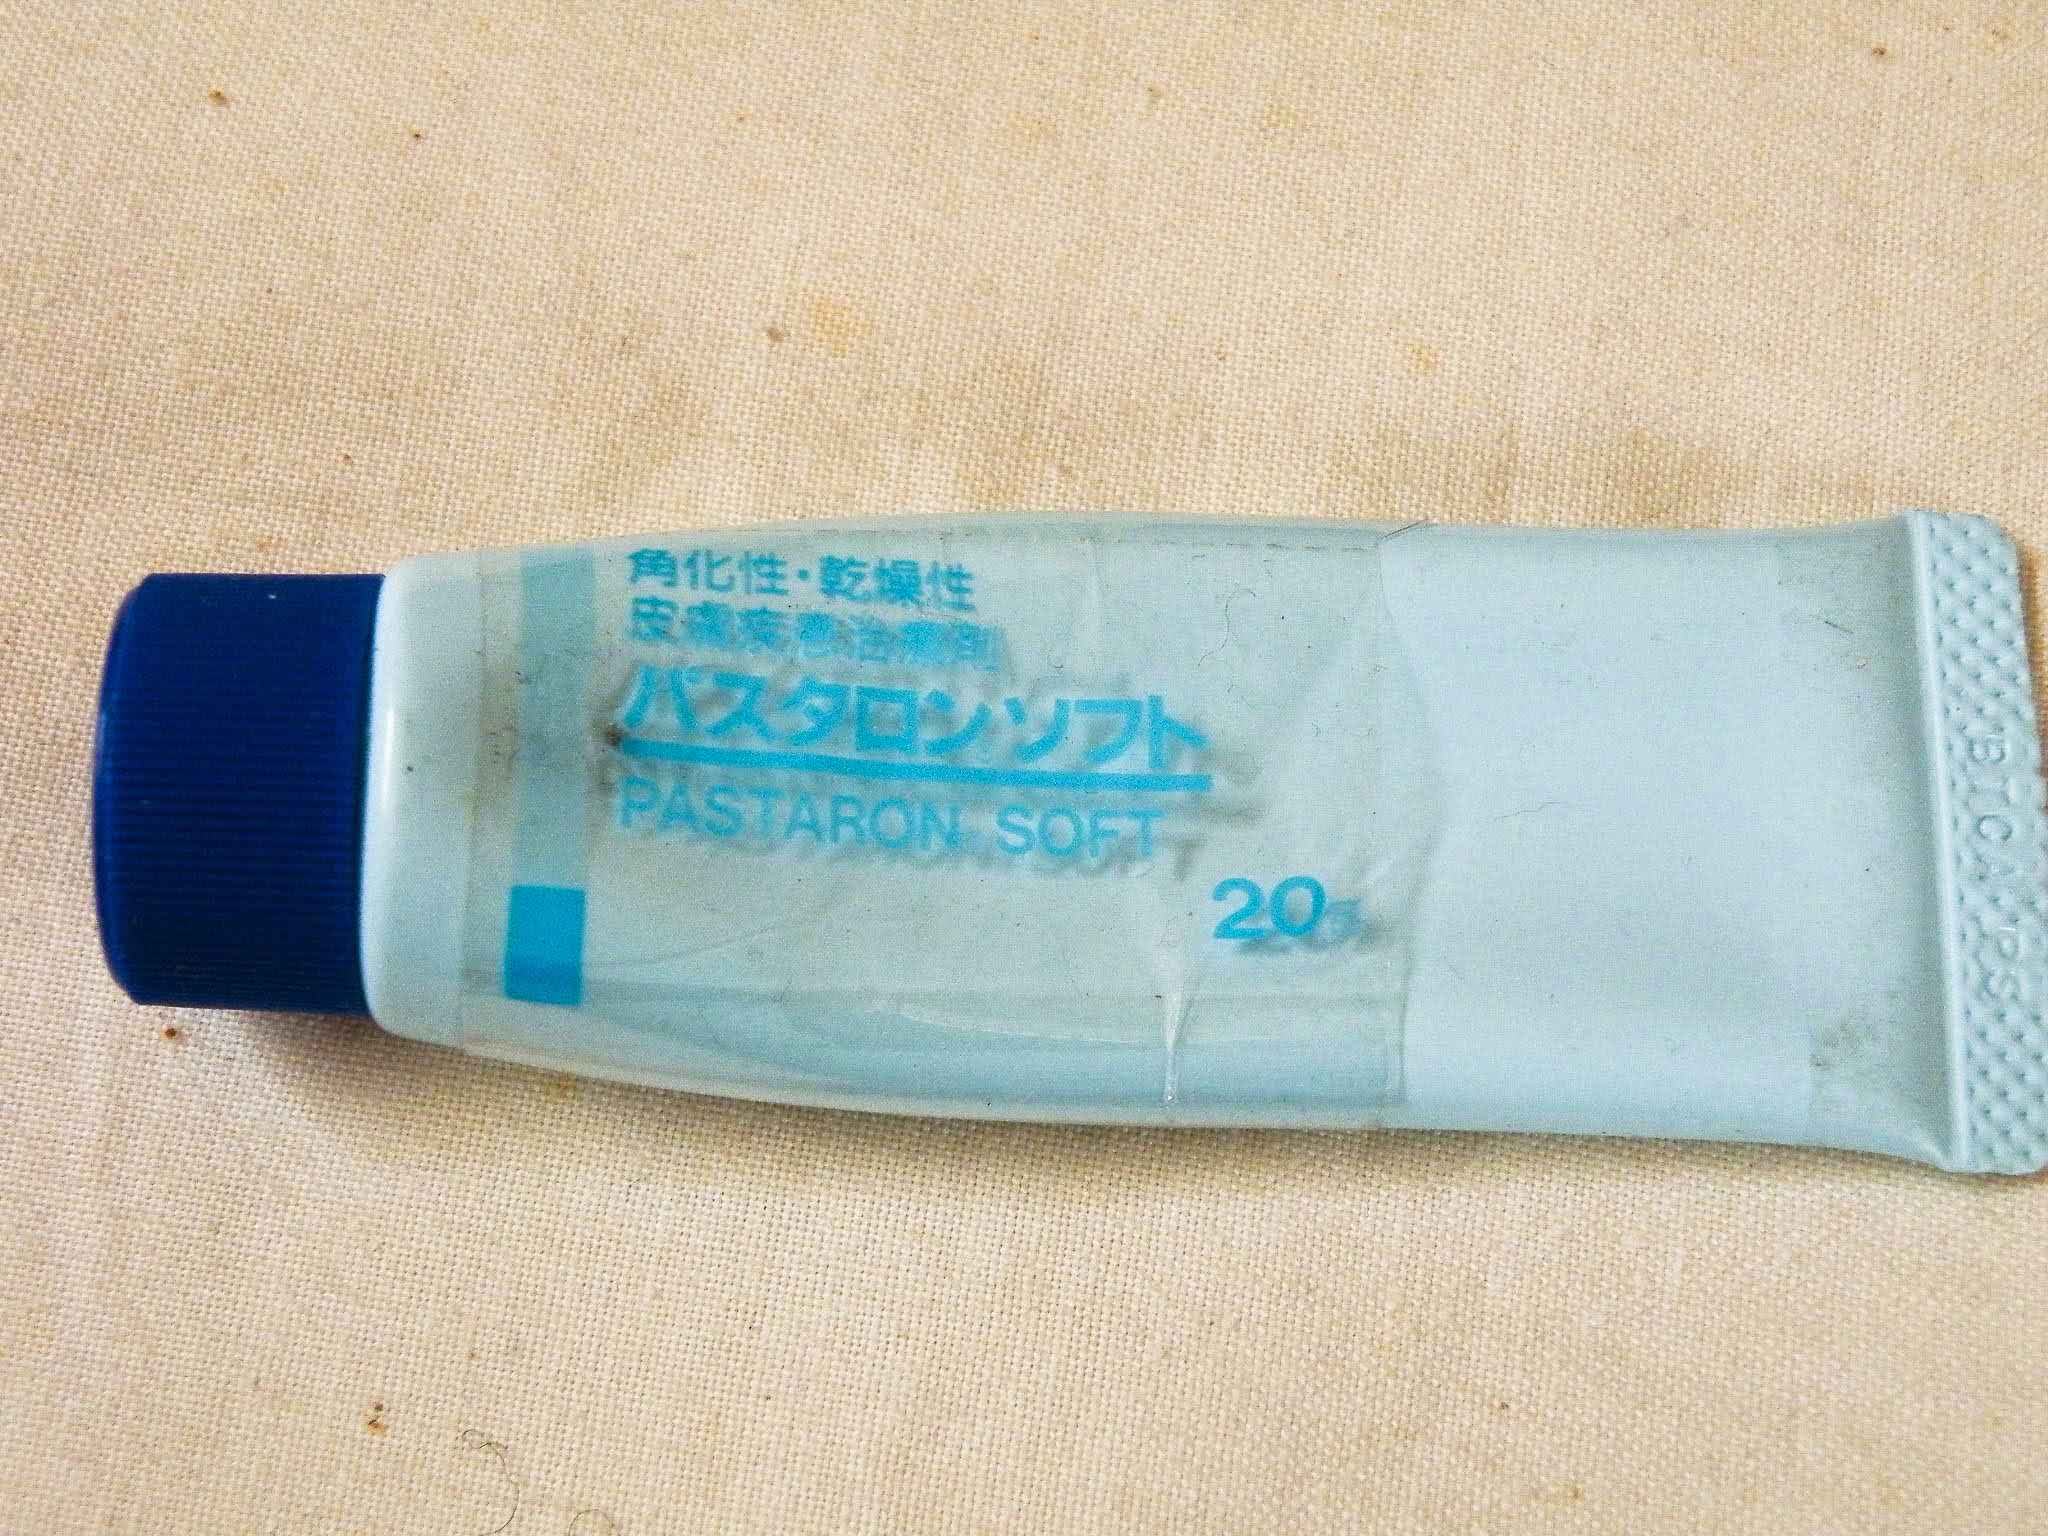 角化性・乾燥性
皮膚疾患治療剤
パスタロンソフト
PASTARON SOFT
20